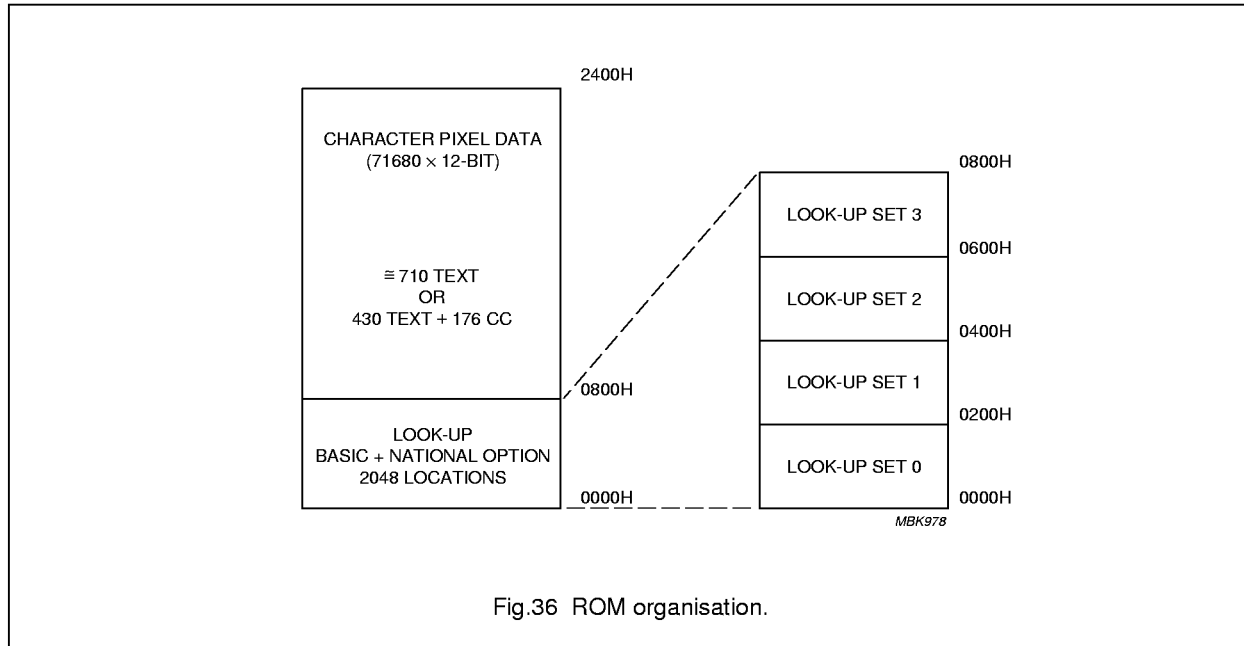 2400H
CHARACTER PIXEL DATA
(71680 × 12-BIT)
≅ 710 TEXT
OR
430 TEXT + 176 CC
0800H
LOOK-UP
BASIC + NATIONAL OPTION
2048 LOCATIONS
0000H
0800H
LOOK-UP SET 3
0600H
LOOK-UP SET 2
0400H
LOOK-UP SET 1
0200H
LOOK-UP SET 0
0000H
MBK978
Fig.36 ROM organisation.